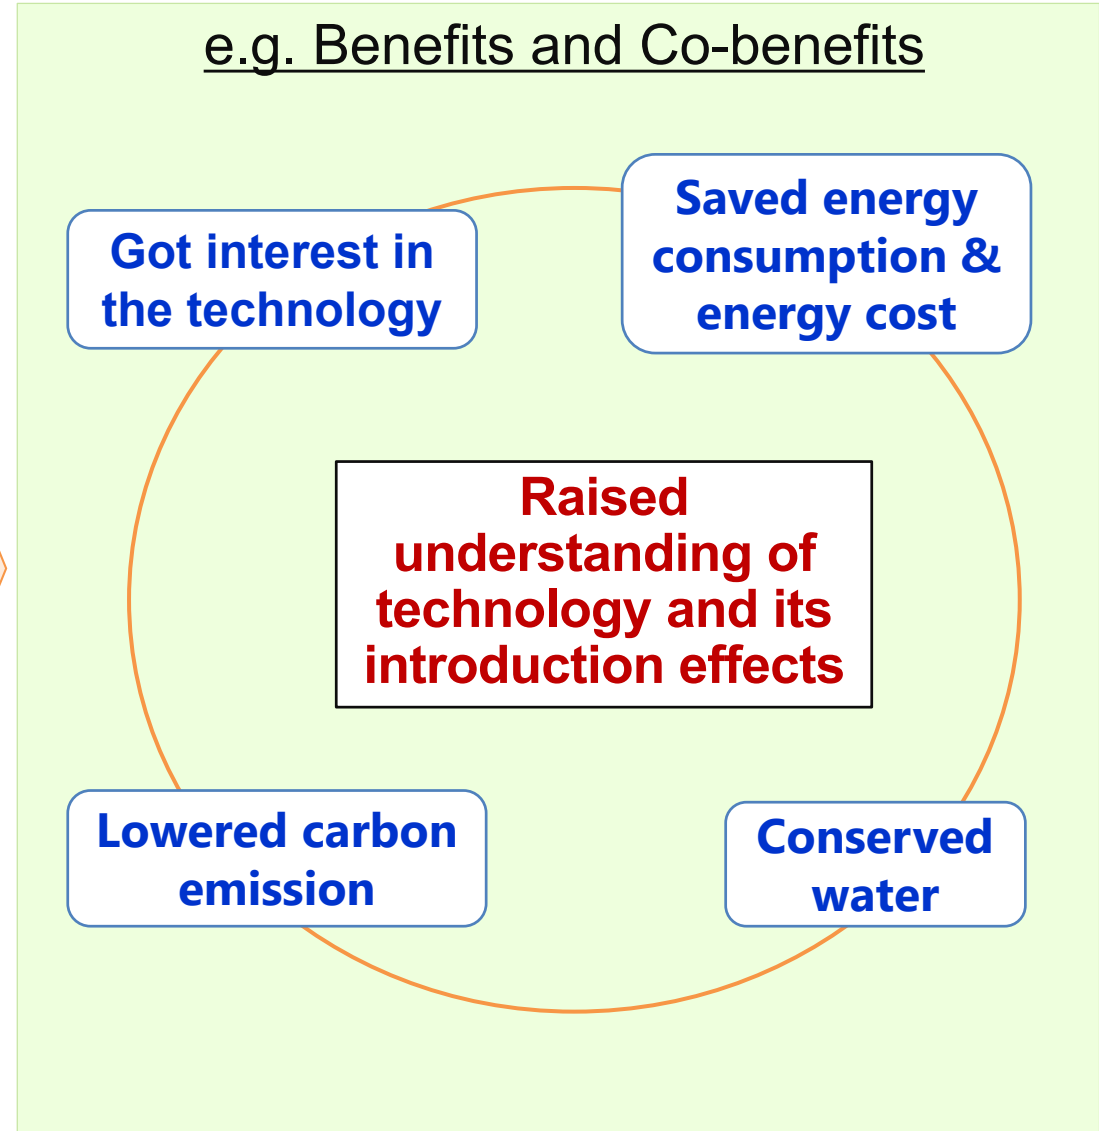 e.g. Benefits and Co-benefits
Got interest in
the technology
Saved energy
consumption &
energy cost
Raised
understanding of
technology and its
introduction effects
Lowered carbon
emission
Conserved
water